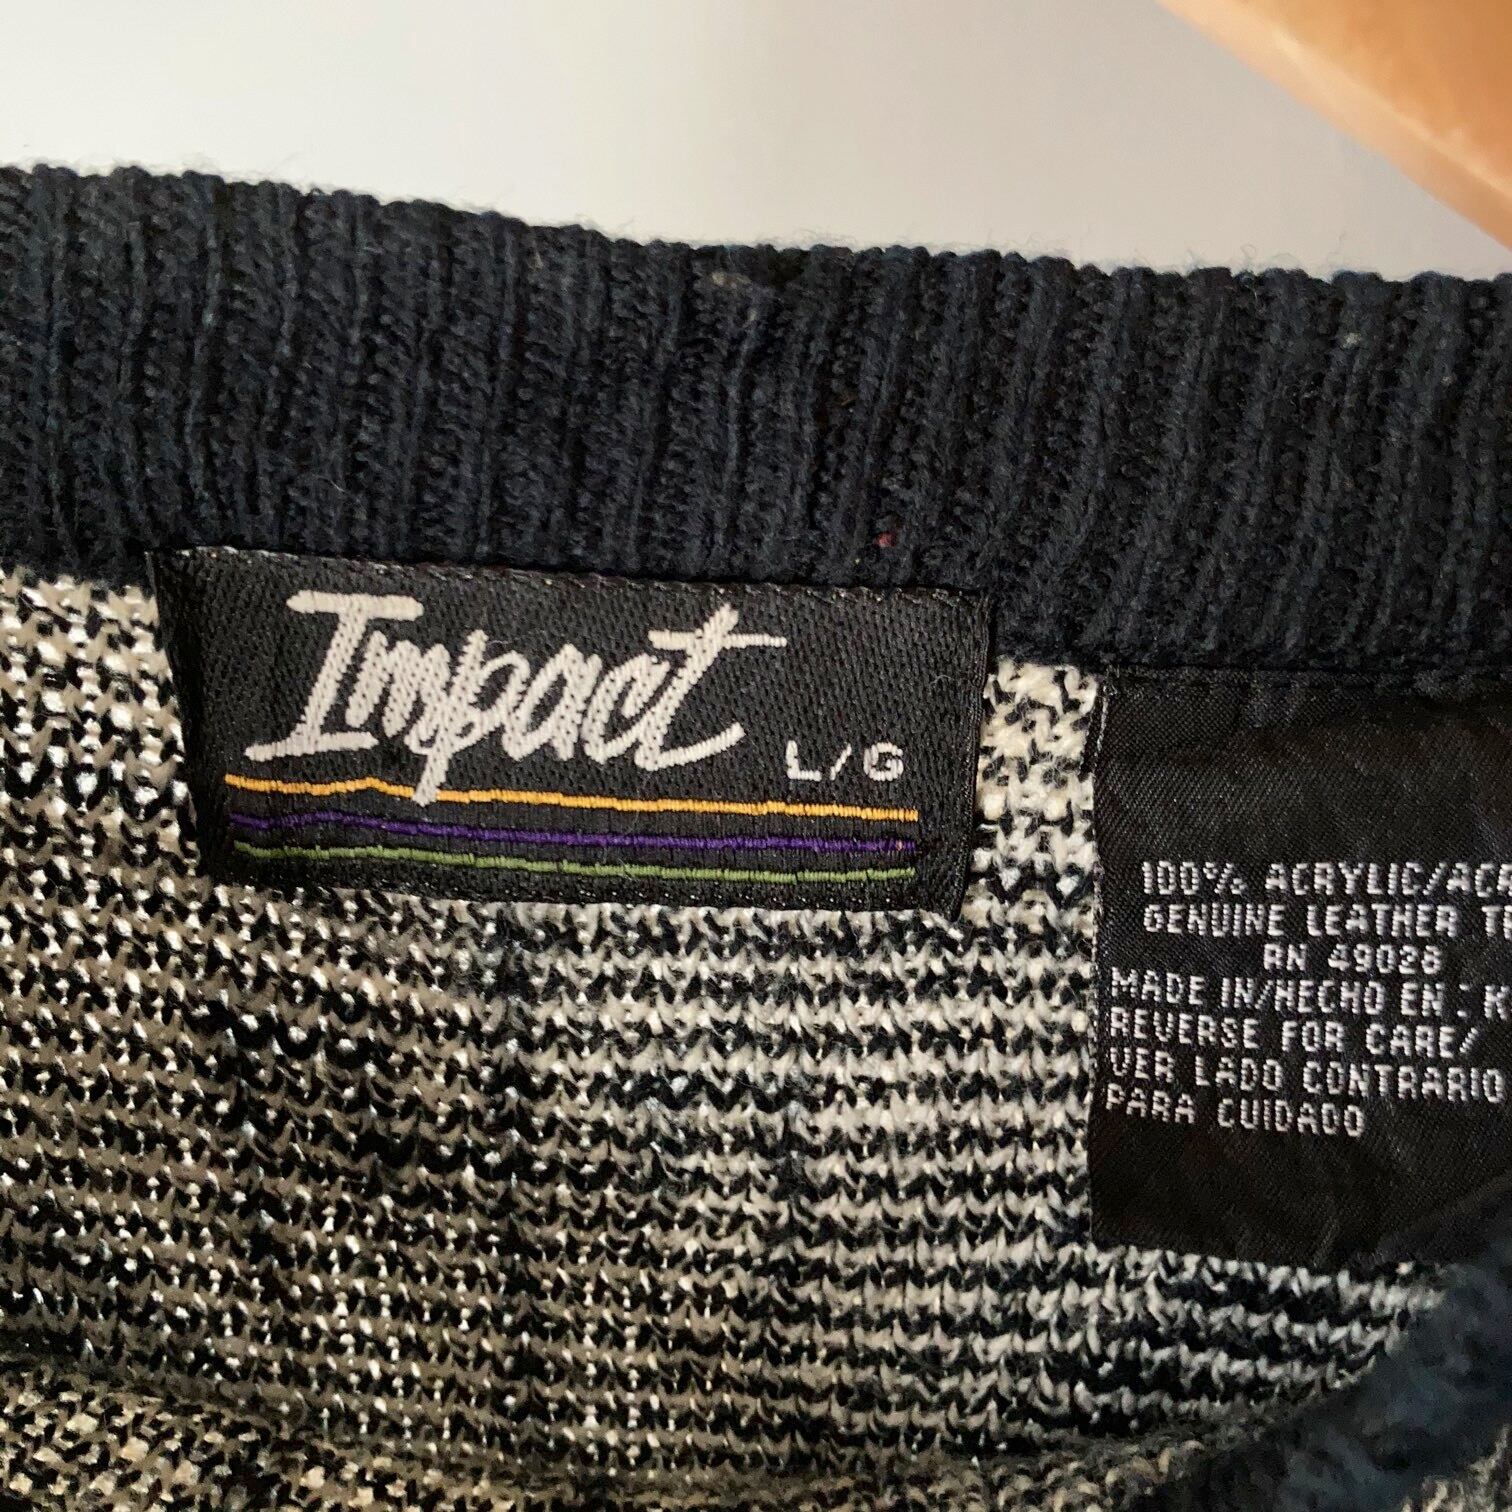 Impact
L/G
100% ACRYLIC/
GENUINE LEATHER
RN 49028
MADE IN/HECHO EN:
REVERSE FOR CARE/
VER LADO CONTRARIO
PARA CUIDADO